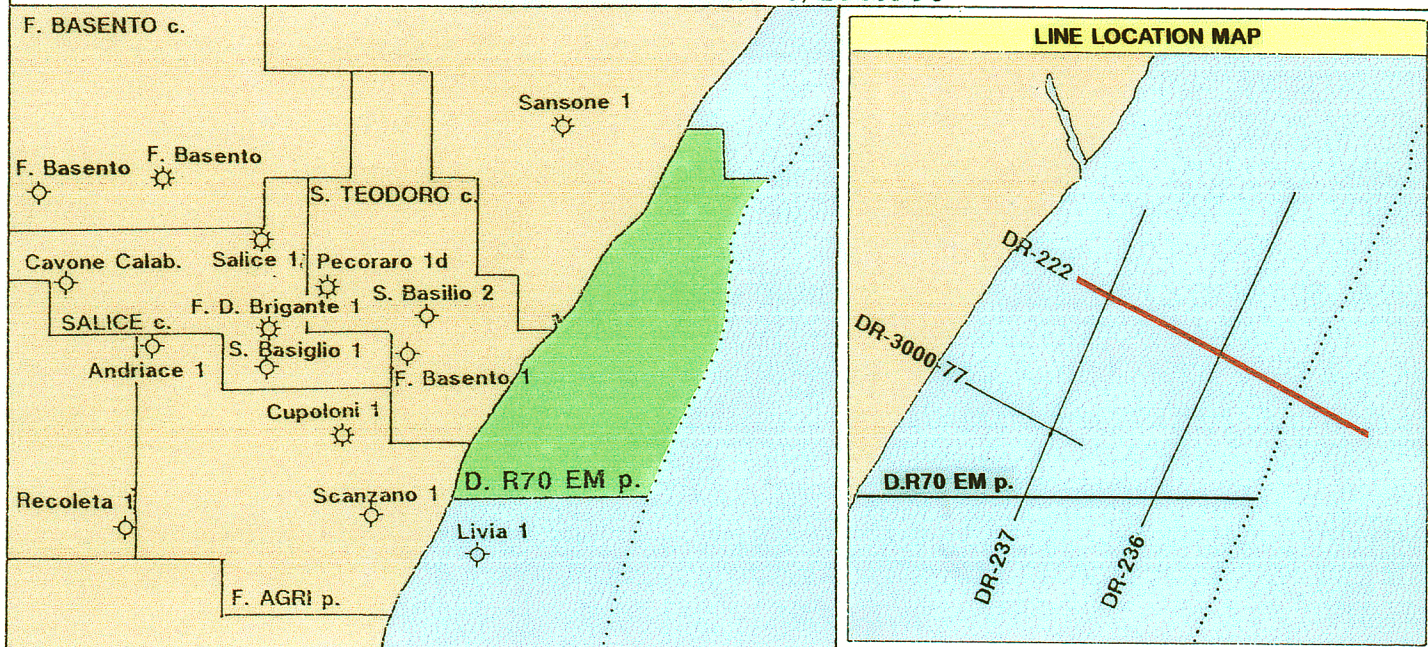 F. BASENTO c.
Sansone 1
F. Basento
F. Basento
S. TEODORO c.
Cavone Calab.
Salice 1
Pecoraro 1d
S. Basilio 2
F. D. Brigante 1
SALICE c.
Andriace 1
S. Basiglio 1
F. Basento 1
Cupoloni 1
D. R70 EM p.
Recoleta 1
Scanzano 1
Livia 1
F. AGRI p.
LINE LOCATION MAP
DR-222
DR-3000-77
D.R70 EM p.
DR-237
DR-236